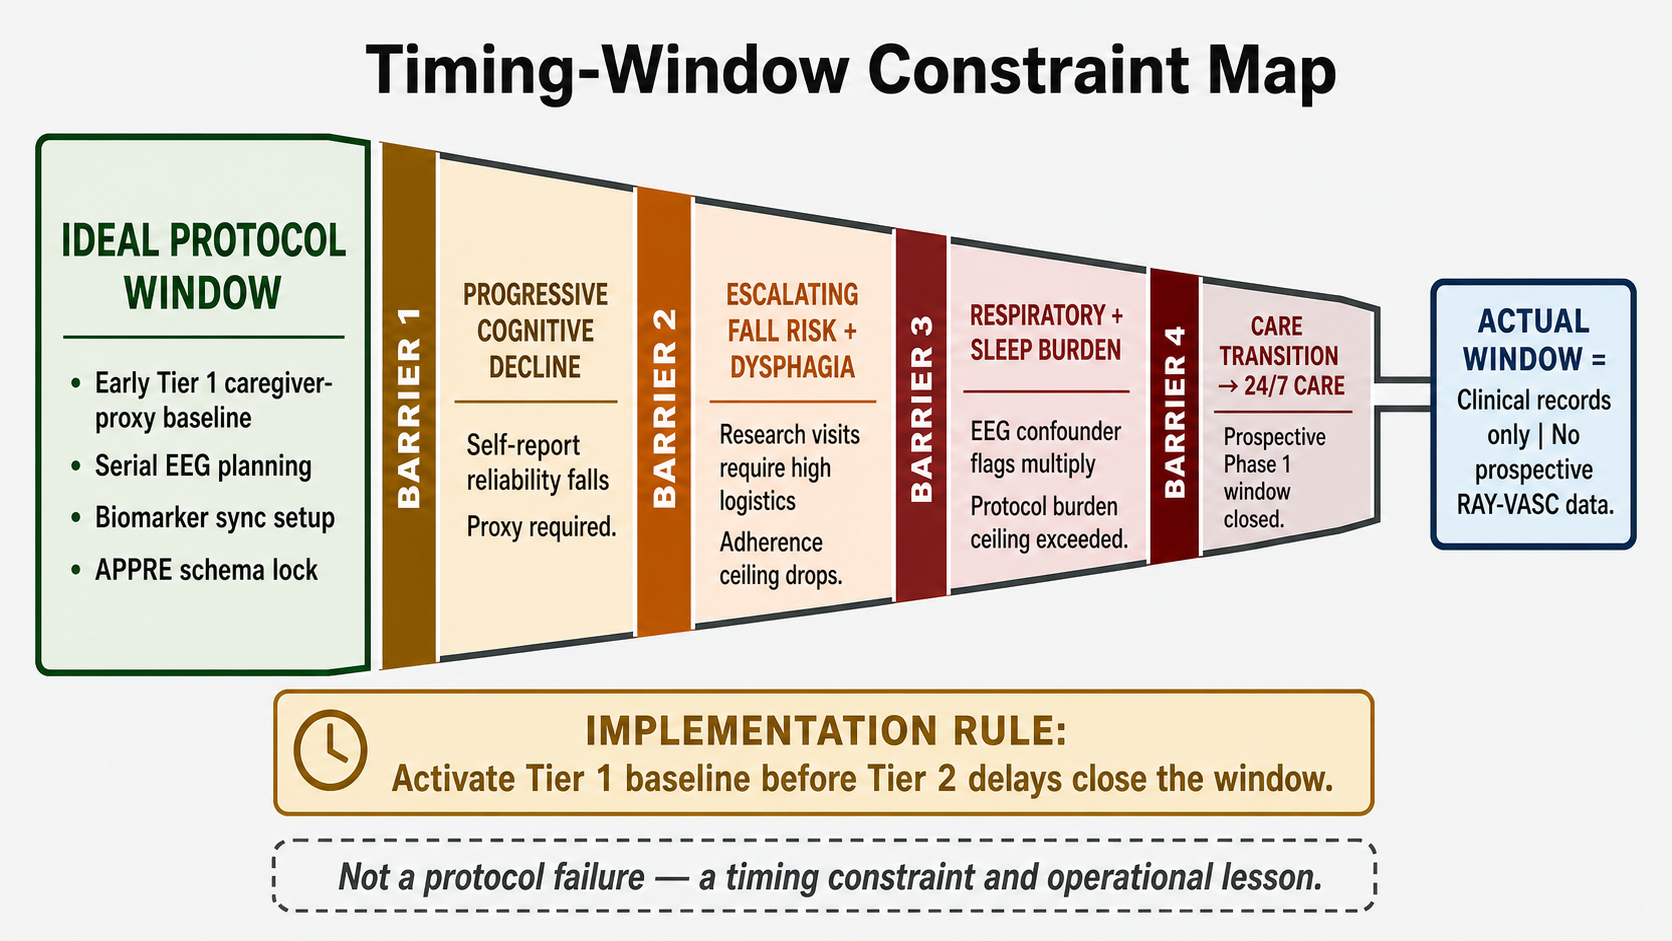 Timing-Window Constraint Map
IDEAL PROTOCOL
WINDOW
• Early Tier 1 caregiver-
proxy baseline
• Serial EEG planning
• Biomarker sync setup
• APPRE schema lock
BARRIER 1
PROGRESSIVE
COGNITIVE
DECLINE
Self-report
reliability falls
Proxy required.
BARRIER 2
ESCALATING
FALL RISK +
DYSPHAGIA
Research visits
require high
logistics
Adherence
ceiling drops.
BARRIER 3
RESPIRATORY +
SLEEP BURDEN
EEG confounder
flags multiply
Protocol burden
ceiling exceeded.
BARRIER 4
CARE
TRANSITION
→ 24/7 CARE
Prospective
Phase 1
window
closed.
ACTUAL
WINDOW =
Clinical records
only | No
prospective
RAY-VASC data.
IMPLEMENTATION RULE:
Activate Tier 1 baseline before Tier 2 delays close the window.
Not a protocol failure — a timing constraint and operational lesson.